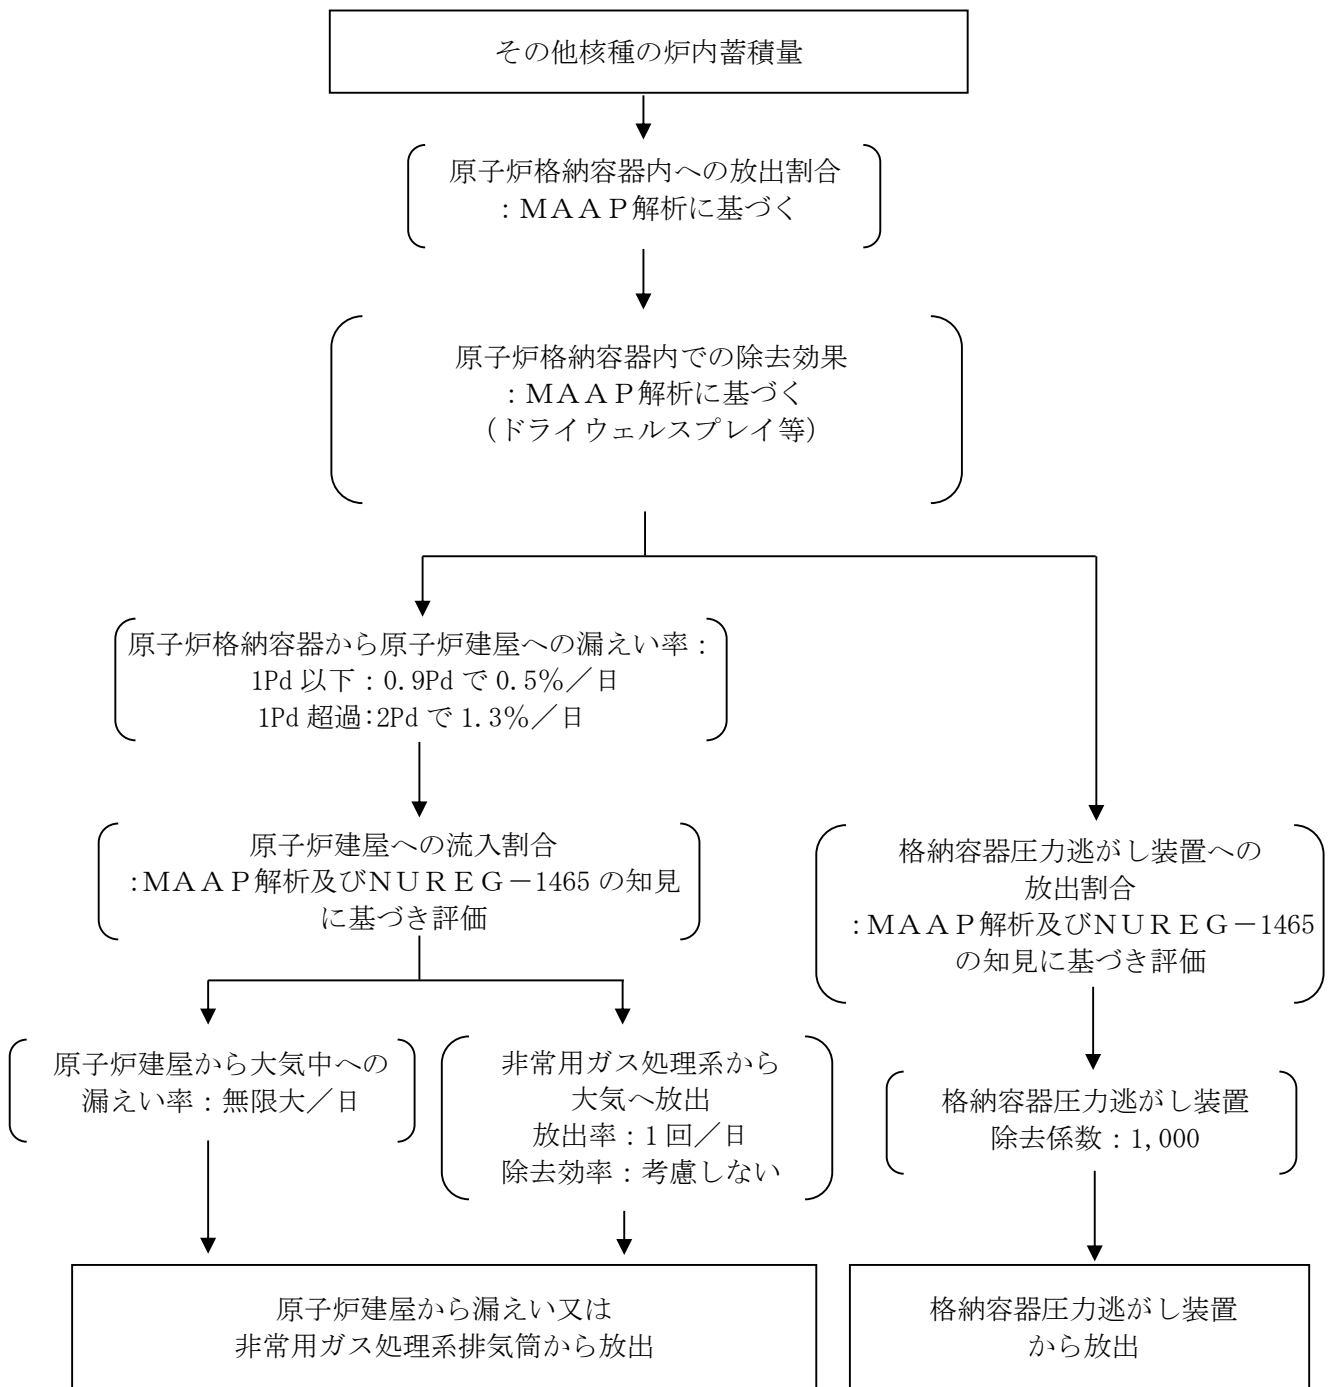 その他核種の炉内蓄積量
原子炉格納容器内への放出割合
：ＭＡＡＰ解析に基づく
原子炉格納容器内での除去効果
：ＭＡＡＰ解析に基づく
（ドライウェルスプレイ等）
原子炉格納容器から原子炉建屋への漏えい率：
1Pd 以下：0.9Pd で 0.5％／日
1Pd 超過：2Pd で 1.3％／日
原子炉建屋への流入割合
：ＭＡＡＰ解析及びＮＵＲＥＧ－1465 の知見
に基づき評価
格納容器圧力逃がし装置への
放出割合
：ＭＡＡＰ解析及びＮＵＲＥＧ－1465
の知見に基づき評価
原子炉建屋から大気中への
漏えい率：無限大／日
非常用ガス処理系から
大気へ放出
放出率：1 回／日
除去効率：考慮しない
格納容器圧力逃がし装置
除去係数：1,000
原子炉建屋から漏えい又は
非常用ガス処理系排気筒から放出
格納容器圧力逃がし装置
から放出